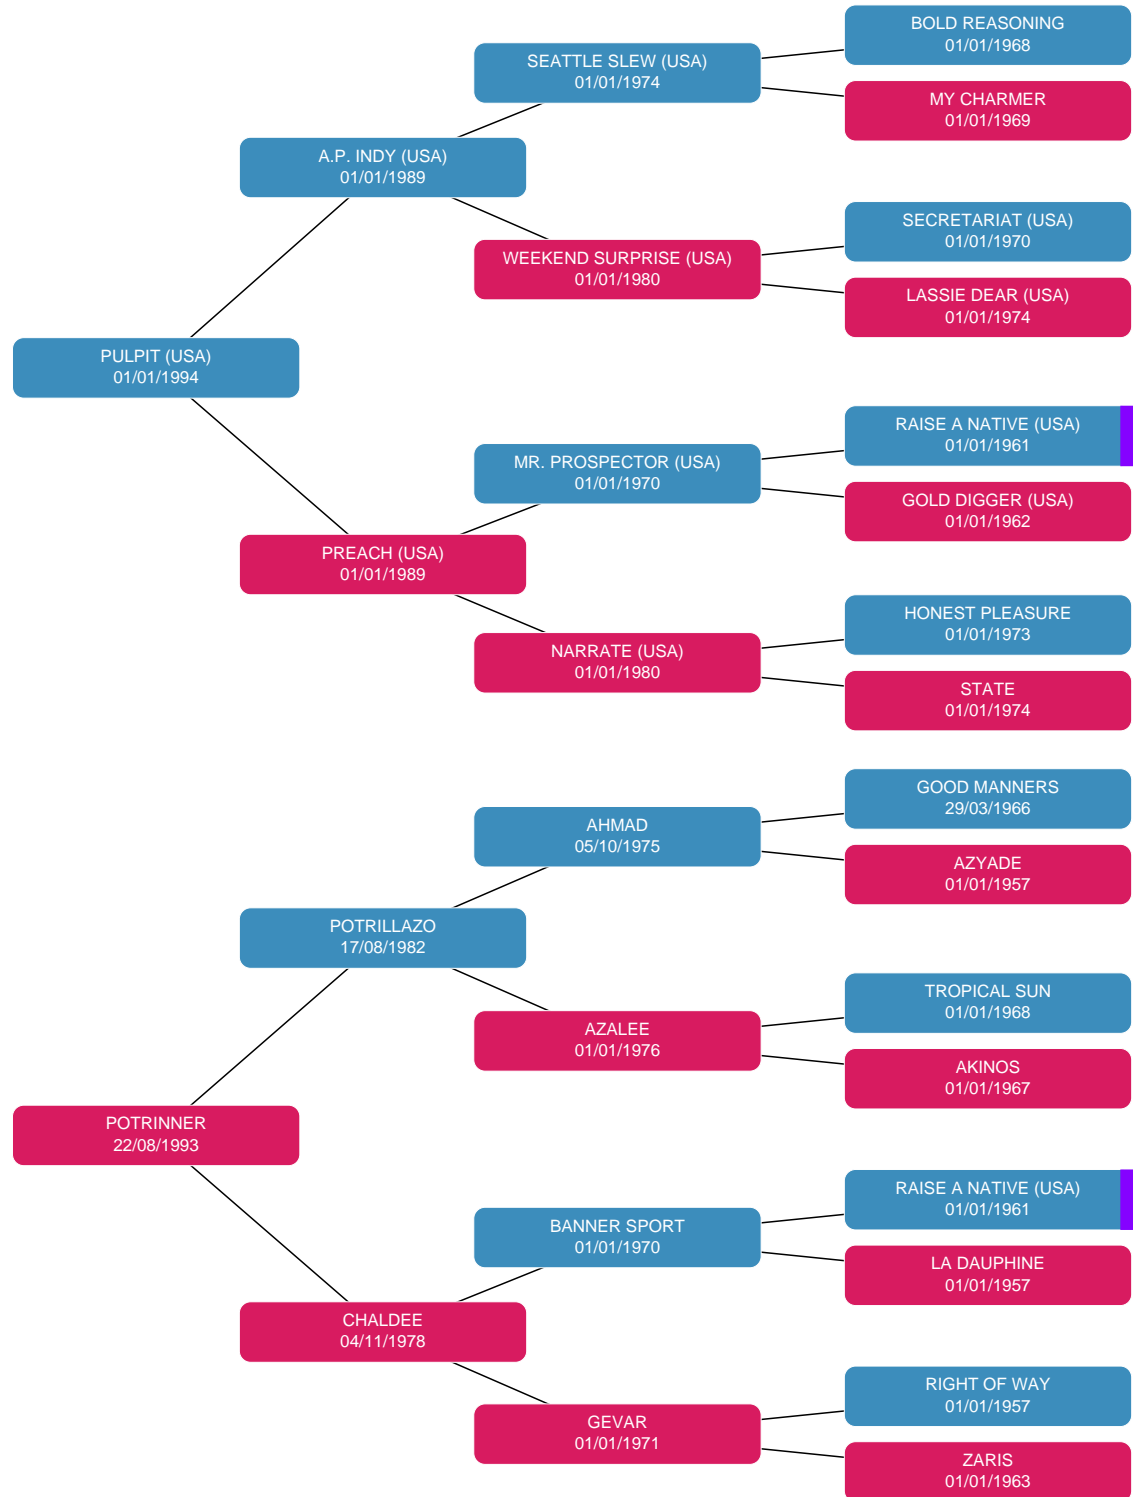 BOLD REASONING
01/01/1968
SEATTLE SLEW (USA)
01/01/1974
MY CHARMER
01/01/1969
A.P. INDY (USA)
01/01/1989
SECRETARIAT (USA)
01/01/1970
WEEKEND SURPRISE (USA)
01/01/1980
LASSIE DEAR (USA)
01/01/1974
PULPIT (USA)
01/01/1994
RAISE A NATIVE (USA)
01/01/1961
MR. PROSPECTOR (USA)
01/01/1970
GOLD DIGGER (USA)
01/01/1962
PREACH (USA)
01/01/1989
HONEST PLEASURE
01/01/1973
NARRATE (USA)
01/01/1980
STATE
01/01/1974
GOOD MANNERS
29/03/1966
AHMAD
05/10/1975
AZYADE
01/01/1957
POTRILLAZO
17/08/1982
TROPICAL SUN
01/01/1968
AZALEE
01/01/1976
AKINOS
01/01/1967
POTRINNER
22/08/1993
RAISE A NATIVE (USA)
01/01/1961
BANNER SPORT
01/01/1970
LA DAUPHINE
01/01/1957
CHALDEE
04/11/1978
RIGHT OF WAY
01/01/1957
GEVAR
01/01/1971
ZARIS
01/01/1963